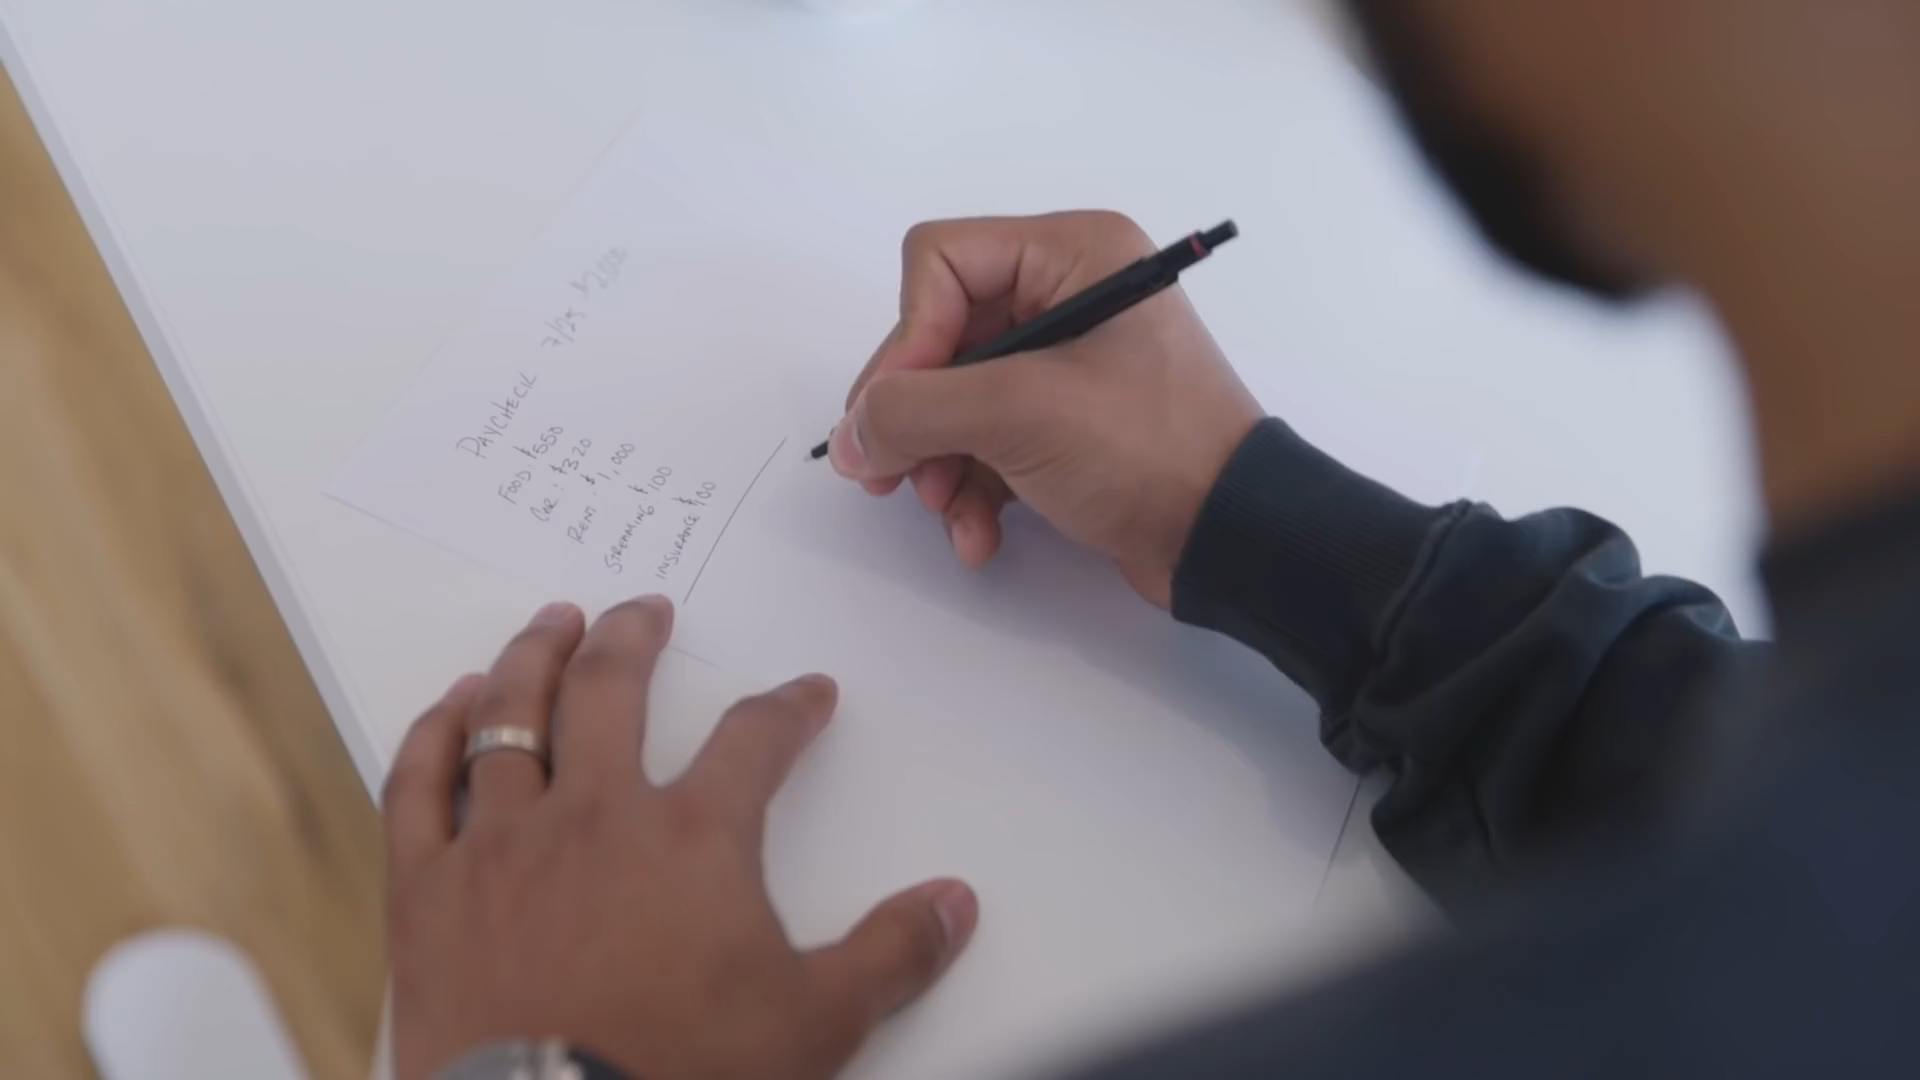 PAYCHECK 7/25 $2000
FOOD: $550
CAR: $320
RENT: $1,000
STREAMING $100
INSURANCE $100